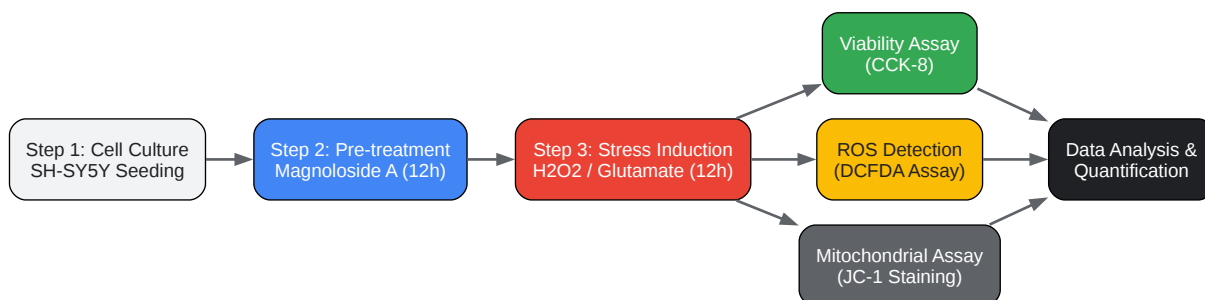 Step 1: Cell Culture
SH-SY5Y Seeding
Step 2: Pre-treatment
Magnoloside A (12h)
Step 3: Stress Induction
H2O2 / Glutamate (12h)
Viability Assay
(CCK-8)
ROS Detection
(DCFDA Assay)
Mitochondrial Assay
(JC-1 Staining)
Data Analysis &
Quantification